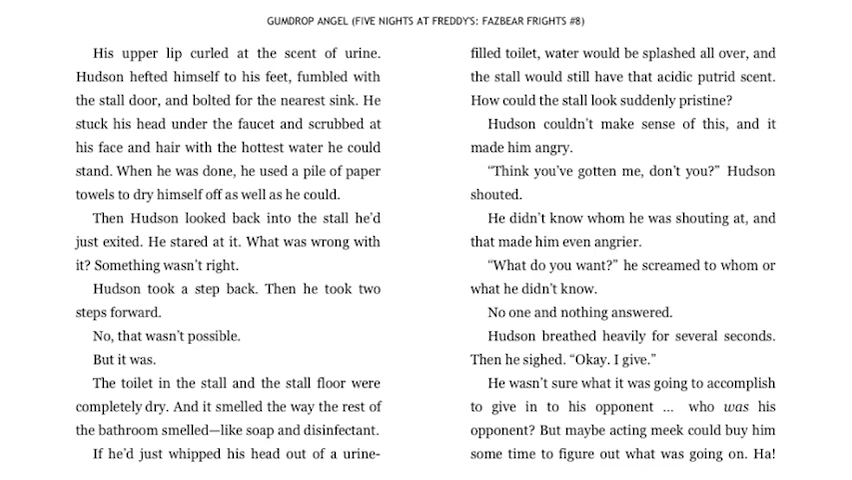 GUMDROP ANGEL (FIVE NIGHTS AT FREDDY'S: FAZBEAR FRIGHTS #8)
His upper lip curled at the scent of urine.
Hudson hefted himself to his feet, fumbled with
the stall door, and bolted for the nearest sink. He
stuck his head under the faucet and scrubbed at
his face and hair with the hottest water he could
stand. When he was done, he used a pile of paper
towels to dry himself off as well as he could.
Then Hudson looked back into the stall he’d
just exited. He stared at it. What was wrong with
it? Something wasn’t right.
Hudson took a step back. Then he took two
steps forward.
No, that wasn’t possible.
But it was.
The toilet in the stall and the stall floor were
completely dry. And it smelled the way the rest of
the bathroom smelled—like soap and disinfectant.
If he’d just whipped his head out of a urine-
filled toilet, water would be splashed all over, and
the stall would still have that acidic putrid scent.
How could the stall look suddenly pristine?
Hudson couldn’t make sense of this, and it
made him angry.
“Think you’ve gotten me, don’t you?” Hudson
shouted.
He didn’t know whom he was shouting at, and
that made him even angrier.
“What do you want?” he screamed to whom or
what he didn’t know.
No one and nothing answered.
Hudson breathed heavily for several seconds.
Then he sighed. “Okay. I give.”
He wasn’t sure what it was going to accomplish
to give in to his opponent ... who was his
opponent? But maybe acting meek could buy him
some time to figure out what was going on. Ha!